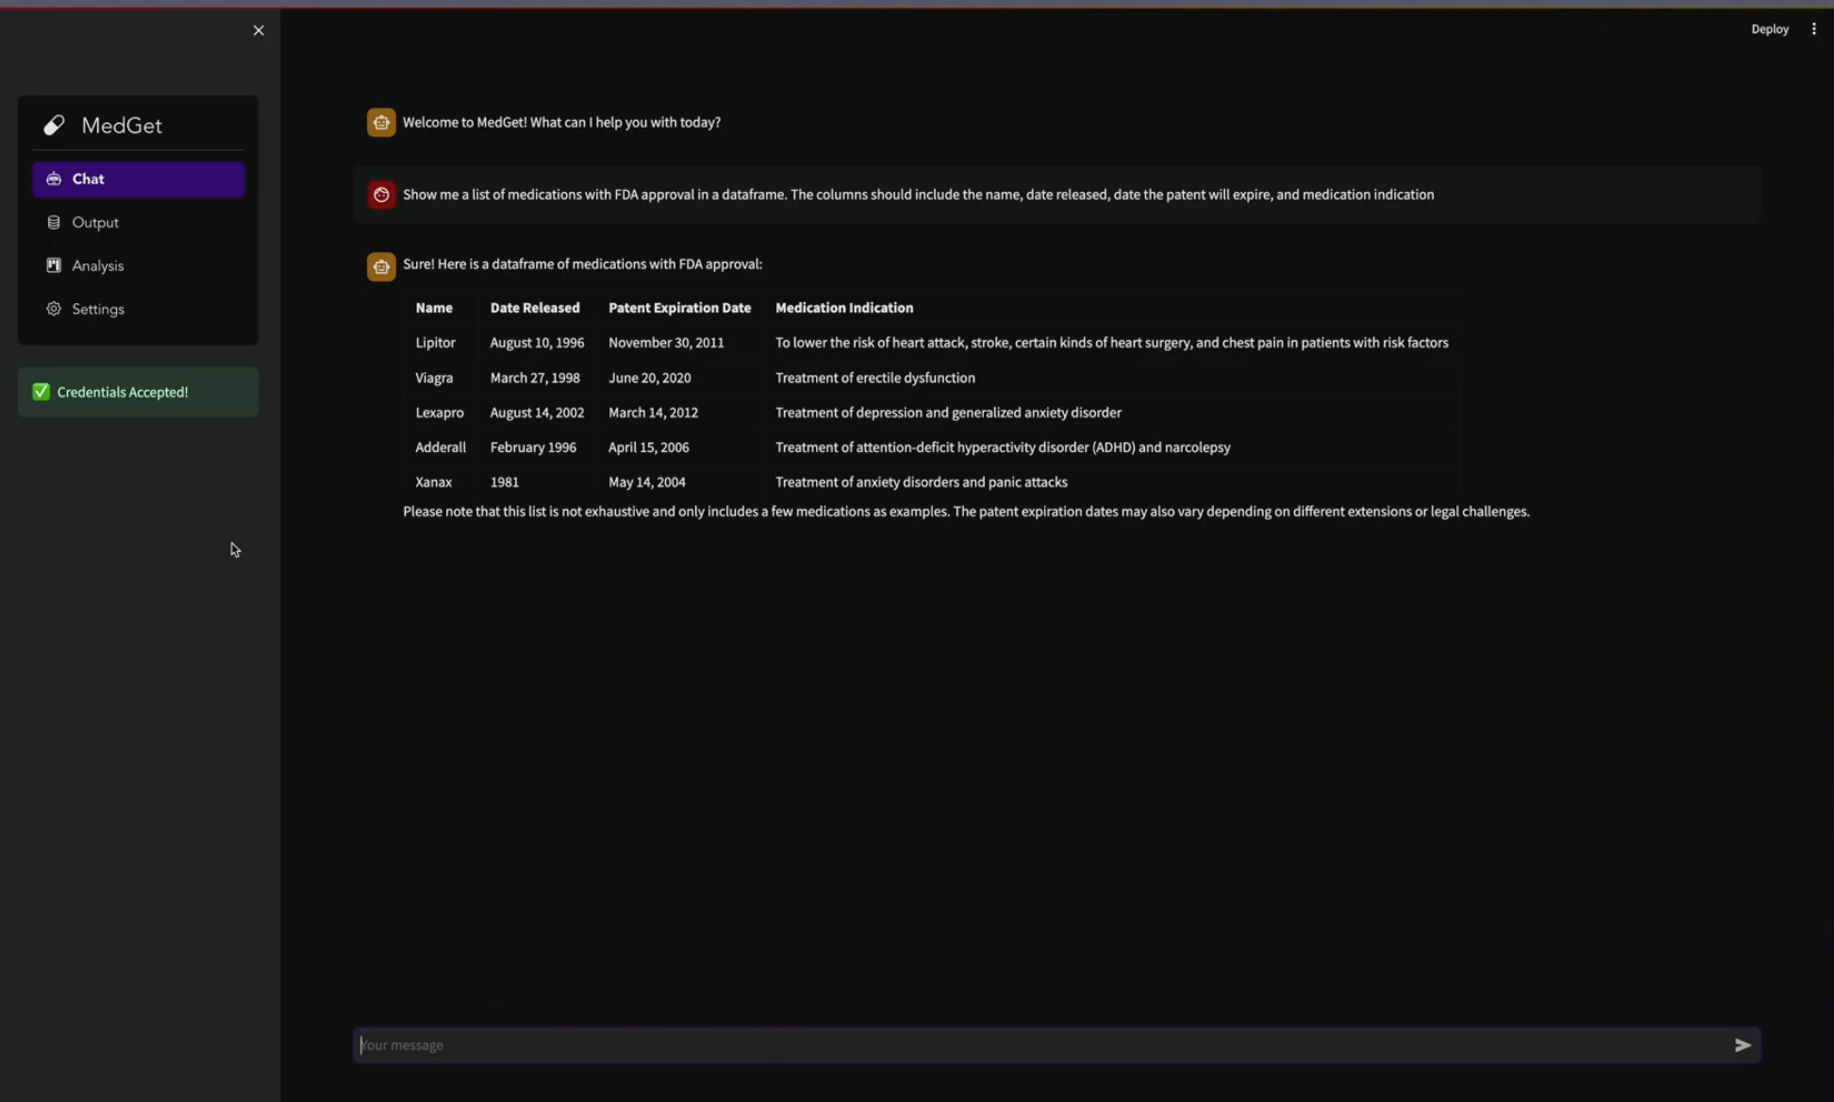 Deploy
MedGet
Chat
Output
Analysis
Settings
Credentials Accepted!
Welcome to MedGet! What can I help you with today?
Show me a list of medications with FDA approval in a dataframe. The columns should include the name, date released, date the patent will expire, and medication indication
Sure! Here is a dataframe of medications with FDA approval:
Name Date Released Patent Expiration Date Medication Indication
Lipitor August 10, 1996 November 30, 2011 To lower the risk of heart attack, stroke, certain kinds of heart surgery, and chest pain in patients with risk factors
Viagra March 27, 1998 June 20, 2020 Treatment of erectile dysfunction
Lexapro August 14, 2002 March 14, 2012 Treatment of depression and generalized anxiety disorder
Adderall February 1996 April 15, 2006 Treatment of attention-deficit hyperactivity disorder (ADHD) and narcolepsy
Xanax 1981 May 14, 2004 Treatment of anxiety disorders and panic attacks
Please note that this list is not exhaustive and only includes a few medications as examples. The patent expiration dates may also vary depending on different extensions or legal challenges.
Your message